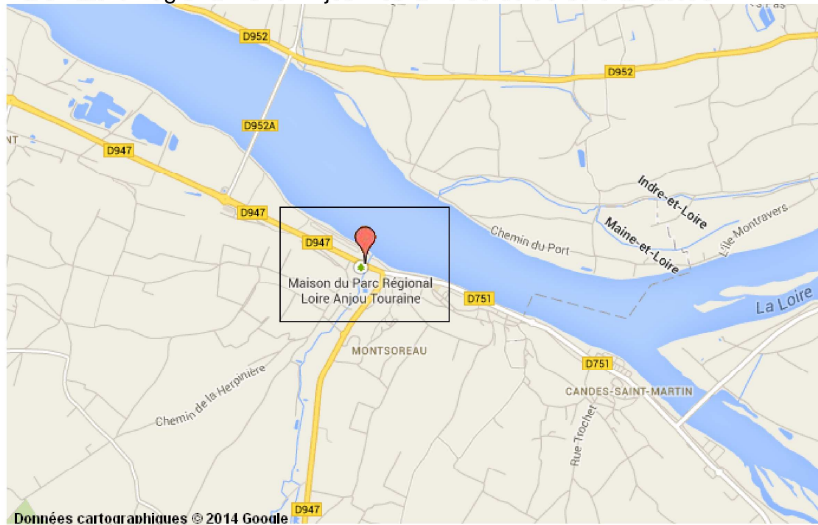 D952
D952
D952A
D947
D947
D947
Indre-et-Loire
Maine-et-Loire
L'île Montravers
Chemin du Port
Maison du Parc Régional
Loire Anjou Touraine
D751
La Loire
MONTSOREAU
D751
CANDES-SAINT-MARTIN
Chemin de la Herpinière
Rue Trochet
D947
Données cartographiques © 2014 Google